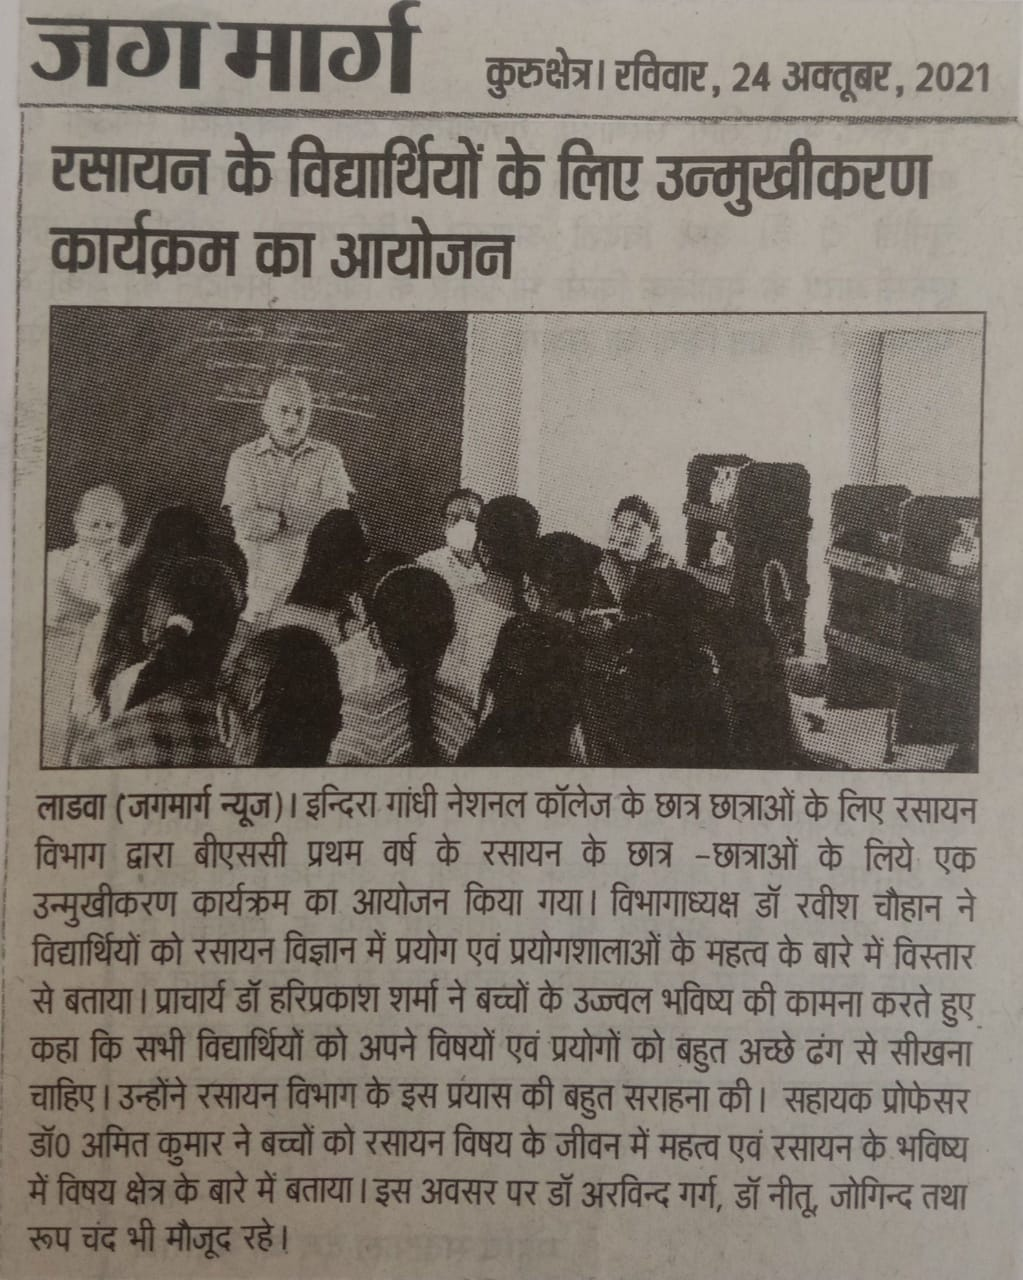 जग मार्ग
कुरुक्षेत्र। रविवार, 24 अक्तूबर, 2021
रसायन के विद्यार्थियों के लिए उन्मुखीकरण
कार्यक्रम का आयोजन
लाडवा (जगमार्ग न्यूज)। इन्दिरा गांधी नेशनल कॉलेज के छात्र छात्राओं के लिए रसायन
विभाग द्वारा बीएससी प्रथम वर्ष के रसायन के छात्र -छात्राओं के लिये एक
उन्मुखीकरण कार्यक्रम का आयोजन किया गया। विभागाध्यक्ष डॉ रवीश चौहान ने
विद्यार्थियों को रसायन विज्ञान में प्रयोग एवं प्रयोगशालाओं के महत्व के बारे में विस्तार
से बताया। प्राचार्य डॉ हरिप्रकाश शर्मा ने बच्चों के उज्ज्वल भविष्य की कामना करते हुए
कहा कि सभी विद्यार्थियों को अपने विषयों एवं प्रयोगों को बहुत अच्छे ढंग से सीखना
चाहिए। उन्होंने रसायन विभाग के इस प्रयास की बहुत सराहना की। सहायक प्रोफेसर
डॉ0 अमित कुमार ने बच्चों को रसायन विषय के जीवन में महत्व एवं रसायन के भविष्य
में विषय क्षेत्र के बारे में बताया। इस अवसर पर डॉ अरविन्द गर्ग, डॉ नीतू, जोगिन्द तथा
रूप चंद भी मौजूद रहे।